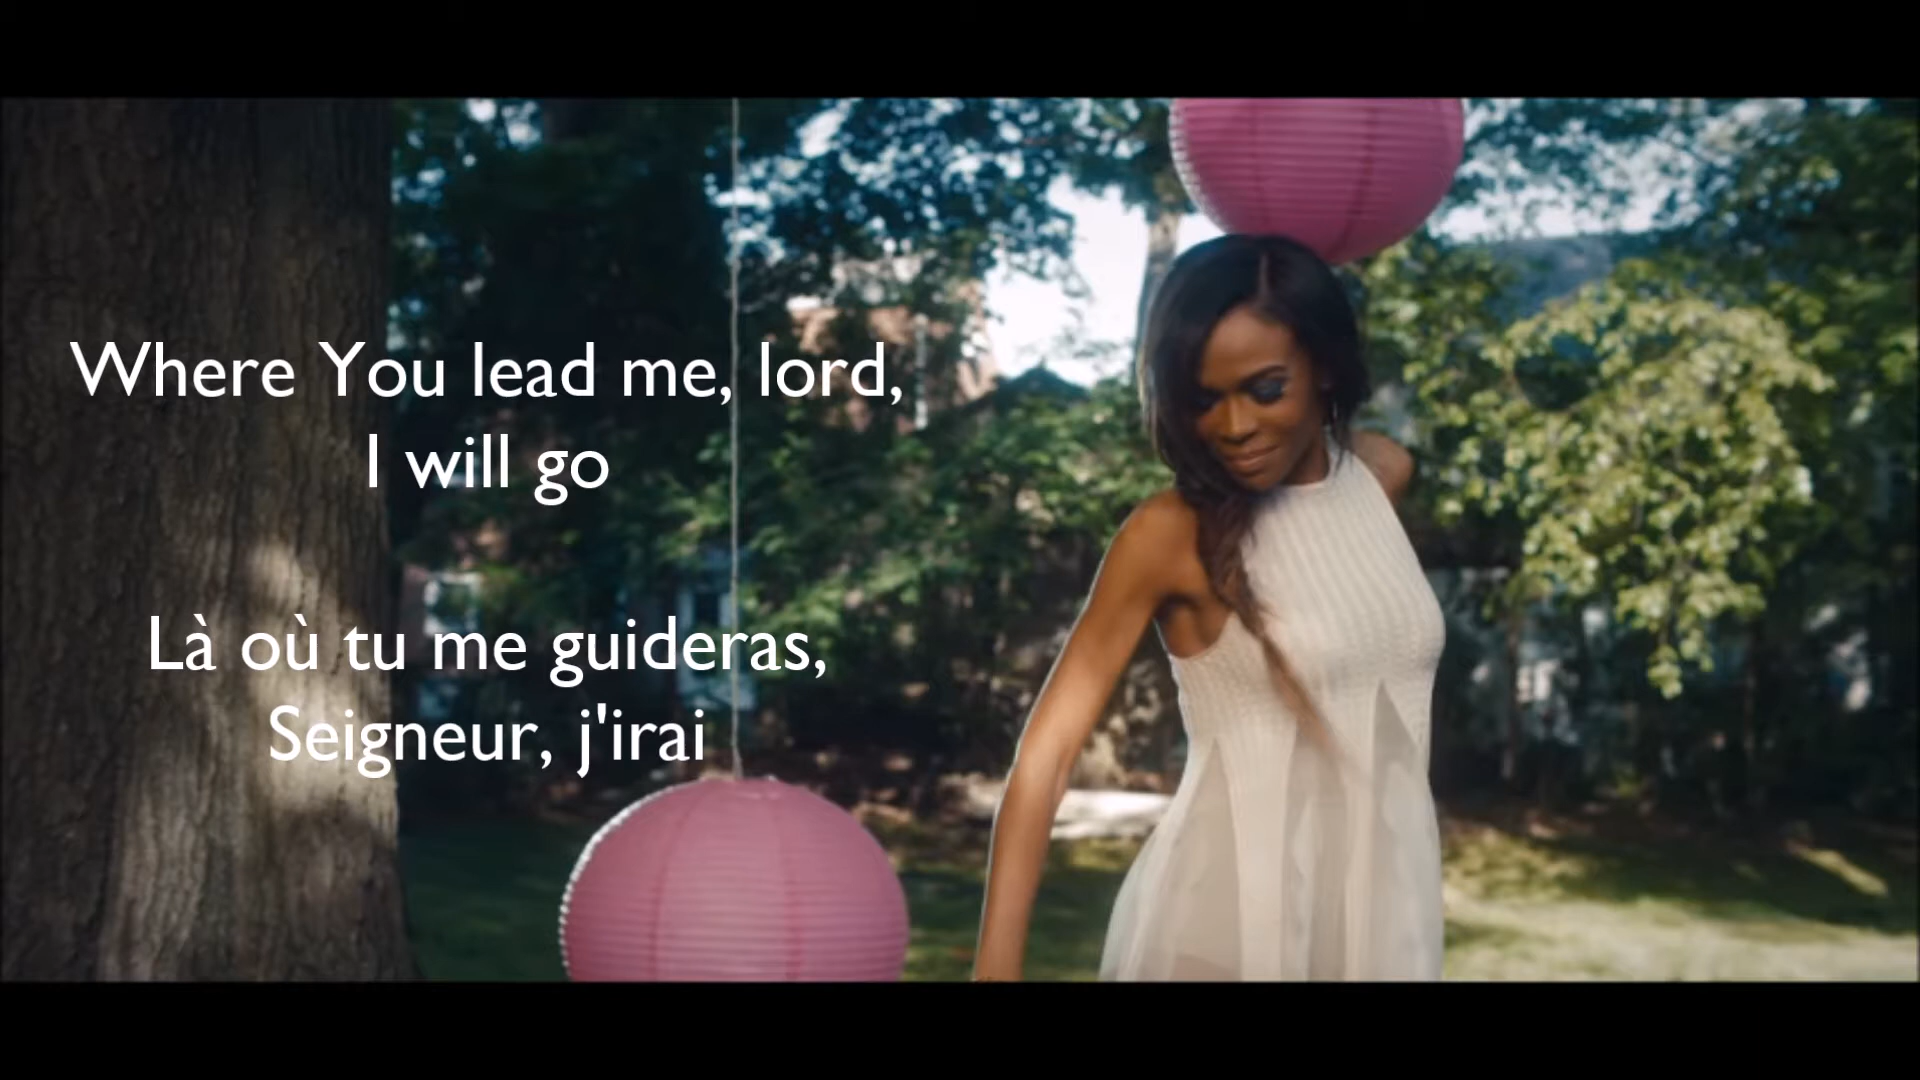 Where You lead me, lord,
I will go
Là où tu me guideras,
Seigneur, j'irai